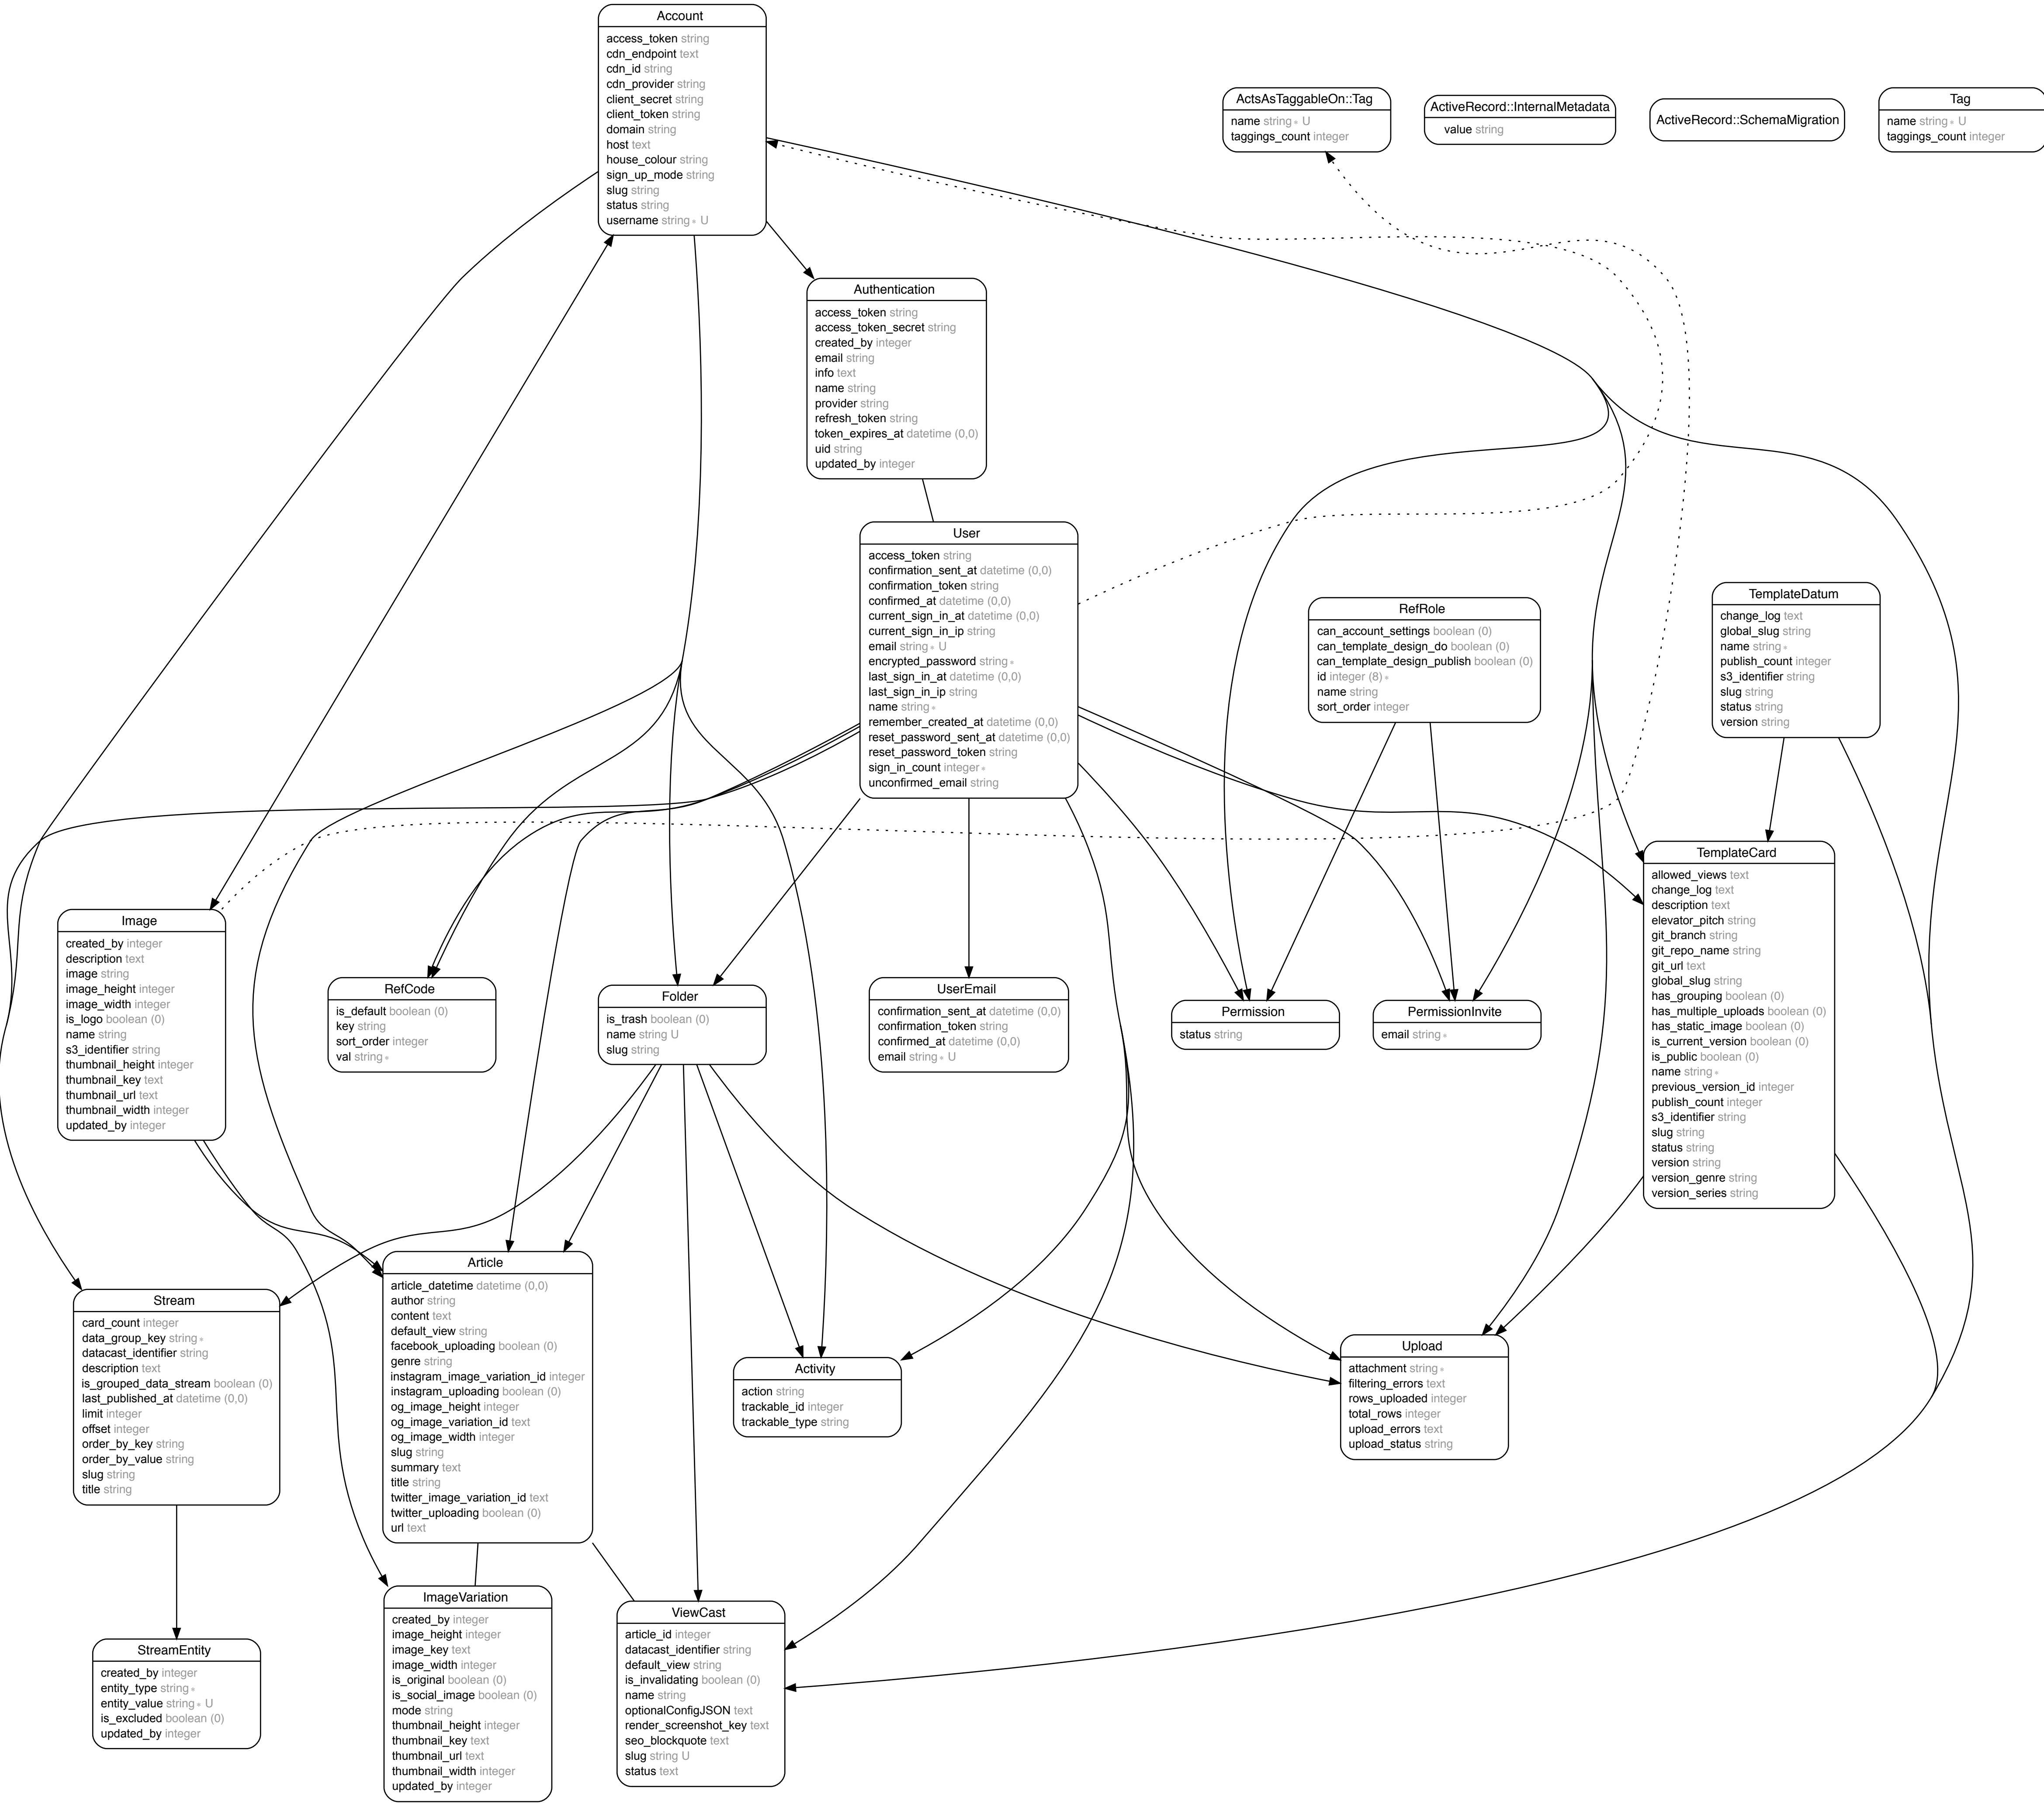 Account
access_token string
cdn_endpoint text
cdn_id string
cdn_provider string
client_secret string
client_token string
domain string
host text
house_colour string
sign_up_mode string
slug string
status string
username string ∗ U
ActsAsTaggableOn::Tag
name string ∗ U
taggings_count integer
ActiveRecord::InternalMetadata
value string
ActiveRecord::SchemaMigration
Tag
name string ∗ U
taggings_count integer
Authentication
access_token string
access_token_secret string
created_by integer
email string
info text
name string
provider string
refresh_token string
token_expires_at datetime (0,0)
uid string
updated_by integer
User
access_token string
confirmation_sent_at datetime (0,0)
confirmation_token string
confirmed_at datetime (0,0)
current_sign_in_at datetime (0,0)
current_sign_in_ip string
email string ∗ U
encrypted_password string ∗
last_sign_in_at datetime (0,0)
last_sign_in_ip string
name string ∗
remember_created_at datetime (0,0)
reset_password_sent_at datetime (0,0)
reset_password_token string
sign_in_count integer ∗
unconfirmed_email string
RefRole
can_account_settings boolean (0)
can_template_design_do boolean (0)
can_template_design_publish boolean (0)
id integer (8) ∗
name string
sort_order integer
TemplateDatum
change_log text
global_slug string
name string ∗
publish_count integer
s3_identifier string
slug string
status string
version string
TemplateCard
allowed_views text
change_log text
description text
elevator_pitch string
git_branch string
git_repo_name string
git_url text
global_slug string
has_grouping boolean (0)
has_multiple_uploads boolean (0)
has_static_image boolean (0)
is_current_version boolean (0)
is_public boolean (0)
name string ∗
previous_version_id integer
publish_count integer
s3_identifier string
slug string
status string
version string
version_genre string
version_series string
Image
created_by integer
description text
image string
image_height integer
image_width integer
is_logo boolean (0)
name string
s3_identifier string
thumbnail_height integer
thumbnail_key text
thumbnail_url text
thumbnail_width integer
updated_by integer
RefCode
is_default boolean (0)
key string
sort_order integer
val string ∗
Folder
is_trash boolean (0)
name string U
slug string
UserEmail
confirmation_sent_at datetime (0,0)
confirmation_token string
confirmed_at datetime (0,0)
email string ∗ U
Permission
status string
PermissionInvite
email string ∗
Stream
card_count integer
data_group_key string ∗
datacast_identifier string
description text
is_grouped_data_stream boolean (0)
last_published_at datetime (0,0)
limit integer
offset integer
order_by_key string
order_by_value string
slug string
title string
Article
article_datetime datetime (0,0)
author string
content text
default_view string
facebook_uploading boolean (0)
genre string
instagram_image_variation_id integer
instagram_uploading boolean (0)
og_image_height integer
og_image_variation_id text
og_image_width integer
slug string
summary text
title string
twitter_image_variation_id text
twitter_uploading boolean (0)
url text
Activity
action string
trackable_id integer
trackable_type string
Upload
attachment string ∗
filtering_errors text
rows_uploaded integer
total_rows integer
upload_errors text
upload_status string
StreamEntity
created_by integer
entity_type string ∗
entity_value string ∗ U
is_excluded boolean (0)
updated_by integer
ImageVariation
created_by integer
image_height integer
image_key text
image_width integer
is_original boolean (0)
is_social_image boolean (0)
mode string
thumbnail_height integer
thumbnail_key text
thumbnail_url text
thumbnail_width integer
updated_by integer
ViewCast
article_id integer
datacast_identifier string
default_view string
is_invalidating boolean (0)
name string
optionalConfigJSON text
render_screenshot_key text
seo_blockquote text
slug string U
status text